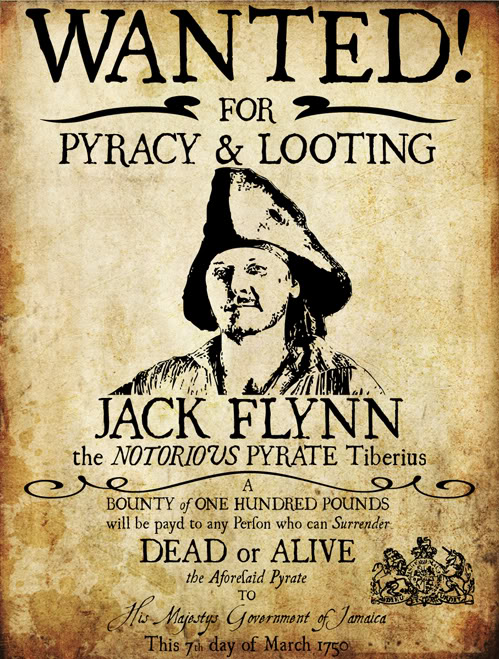 WANTED!
FOR
PYRACY & LOOTING
JACK FLYNN
the NOTORIOUS PYRATE Tiberius
A
BOUNTY of ONE HUNDRED POUNDS
will be payd to any Perſon who can Surrender
DEAD or ALIVE
the Aforeſaid Pyrate
TO
His Majestys Government of Jamaica
This 7th day of March 1750